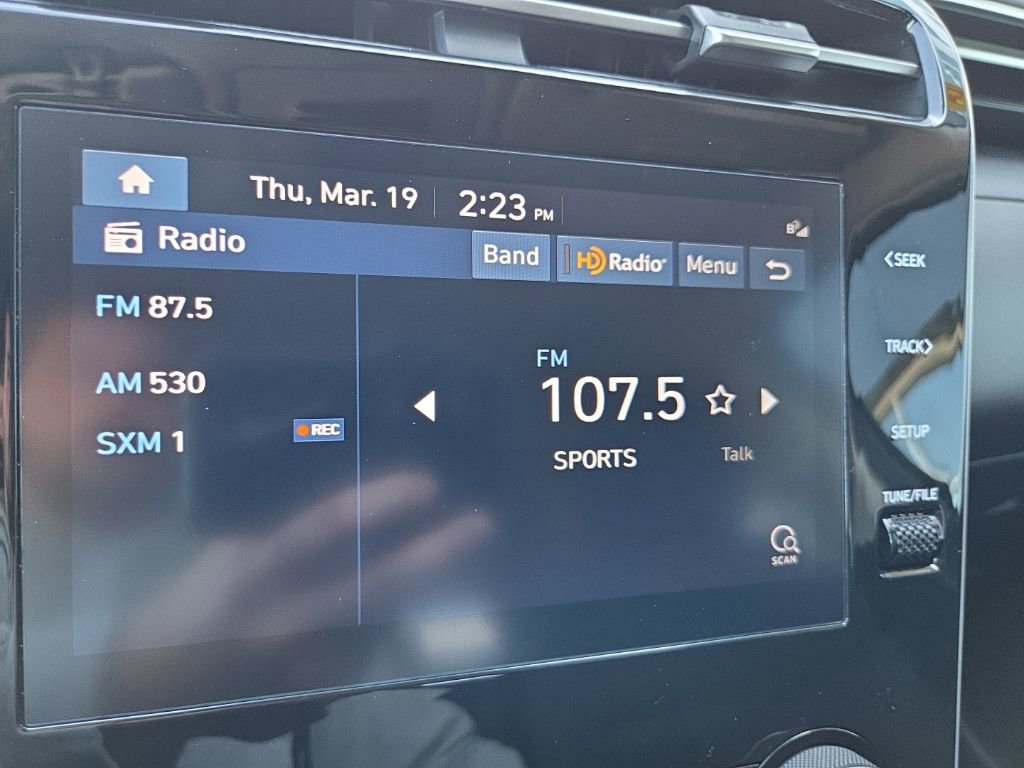 Thu, Mar. 19 2:23 PM
Radio Band HD Radio Menu
FM 87.5
AM 530
SXM 1 REC
FM
107.5
SPORTS Talk
SCAN
SEEK
TRACK
SETUP
TUNE/FILE